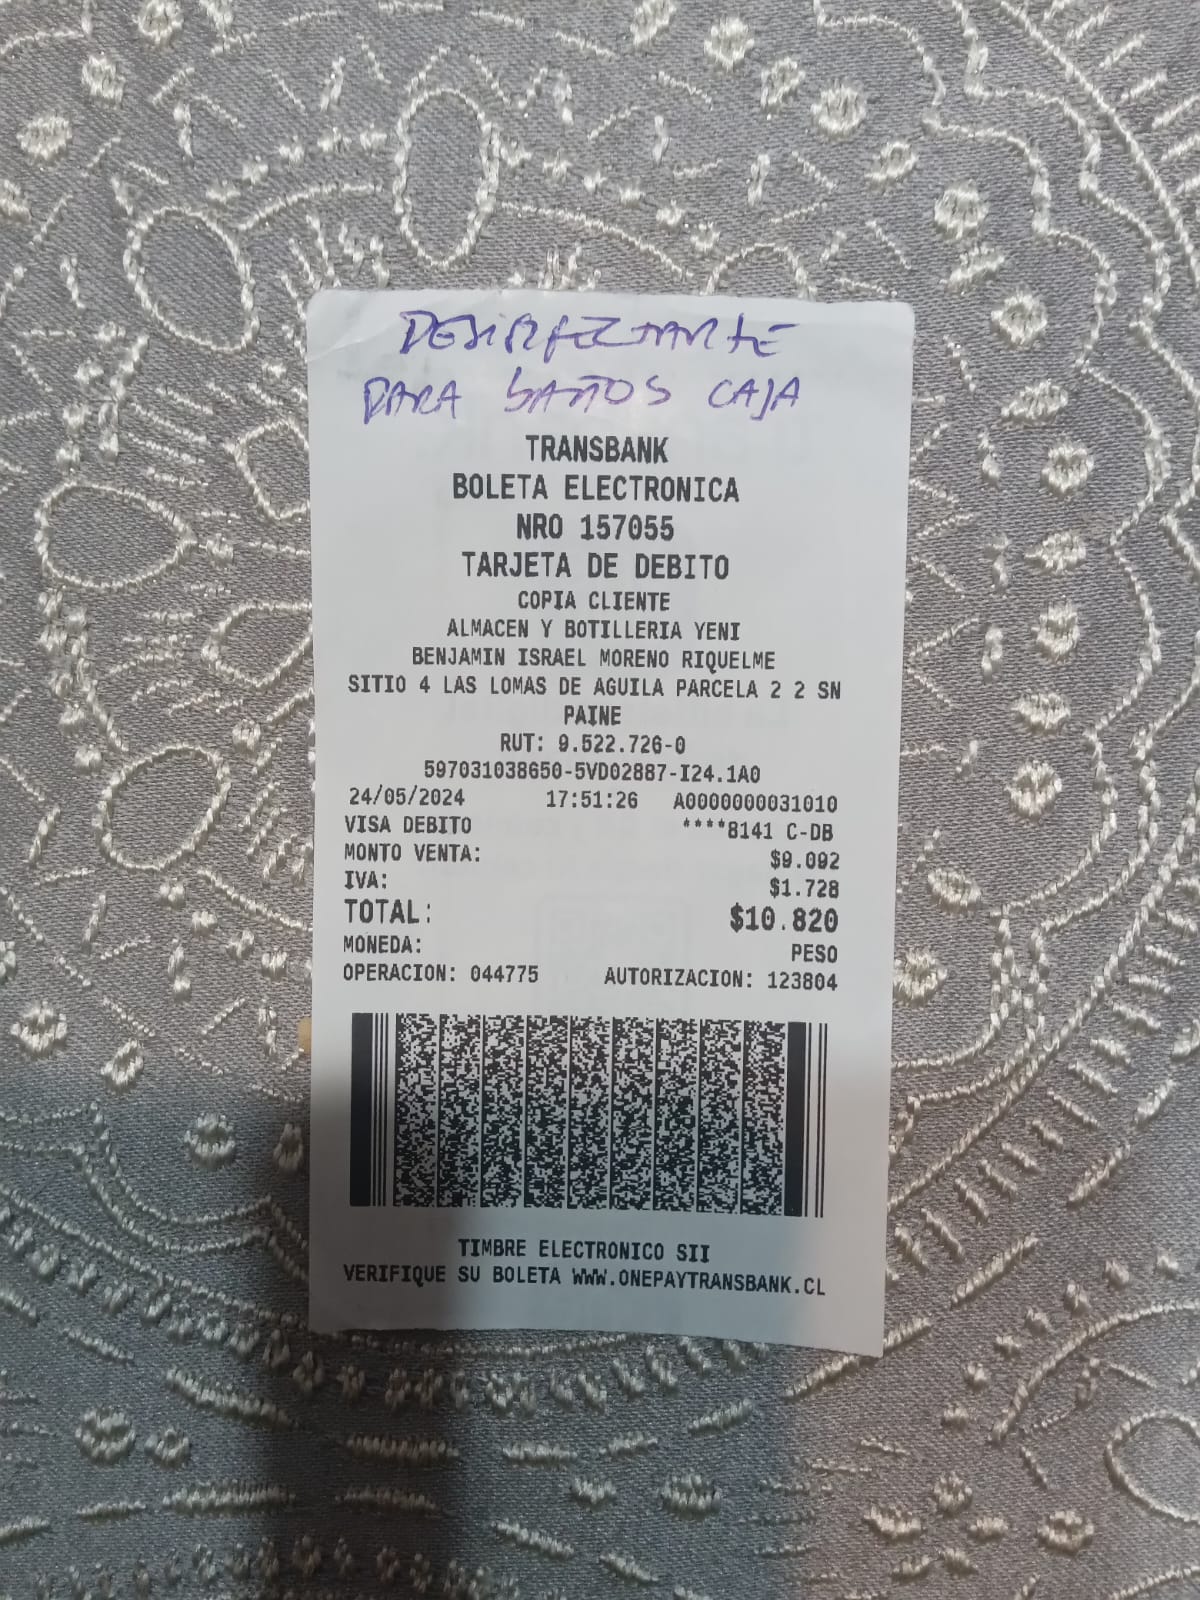 PARA GASTOS CAJA
TRANSBANK
BOLETA ELECTRONICA
NRO 157055
TARJETA DE DEBITO
COPIA CLIENTE
ALMACEN Y BOTILLERIA YENI
BENJAMIN ISRAEL MORENO RIQUELME
SITIO 4 LAS LOMAS DE AGUILA PARCELA 2 2 SN
PAINE
RUT: 9.522.726-0
597031038650-5VD02887-I24.1A0
24/05/2024 17:51:26 A0000000031010
VISA DEBITO ****8141 C-DB
MONTO VENTA: $9.092
IVA: $1.728
TOTAL: $10.820
MONEDA: PESO
OPERACION: 044775 AUTORIZACION: 123804
TIMBRE ELECTRONICO SII
VERIFIQUE SU BOLETA WWW.ONEPAYTRANSBANK.CL